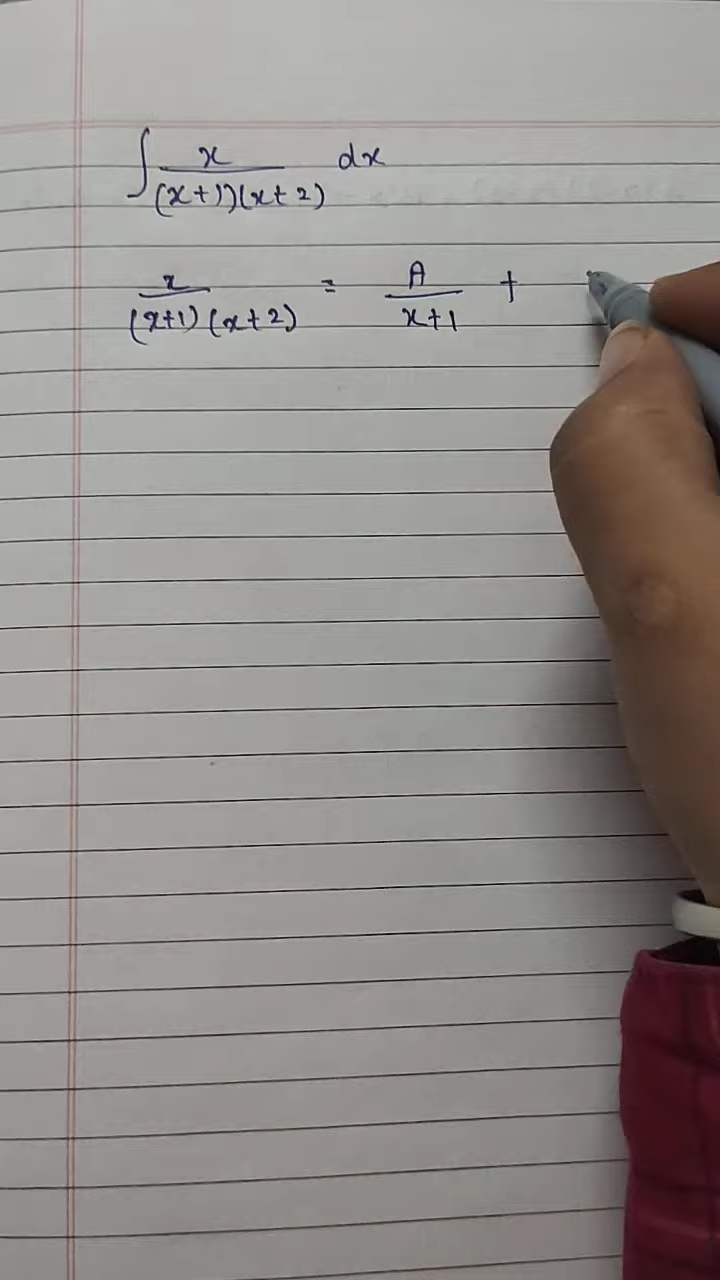 ∫ x / (x+1)(x+2) dx
x / (x+1)(x+2) = A / x+1 +